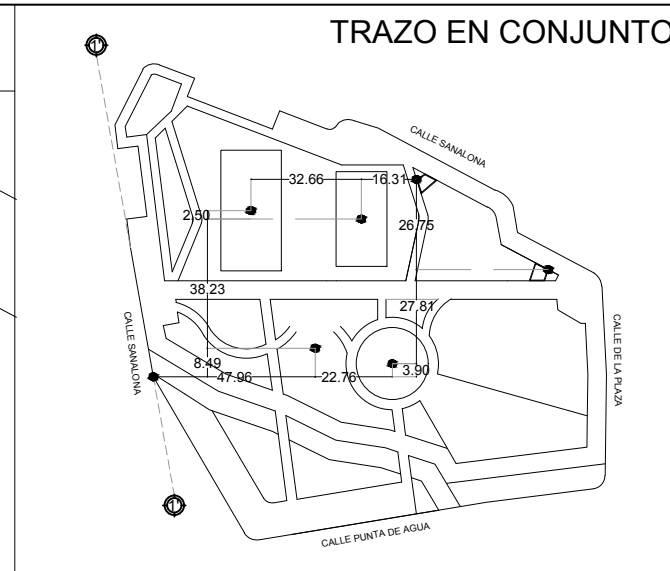 TRAZO EN CONJUNTO
1'
CALLE SANALONA
32.66
16.31
2.50
26.75
38.23
27.81
CALLE SANALONA
CALLE DE LA PLAZA
8.49
47.96
22.76
3.90
1'
CALLE PUNTA DE AGUA